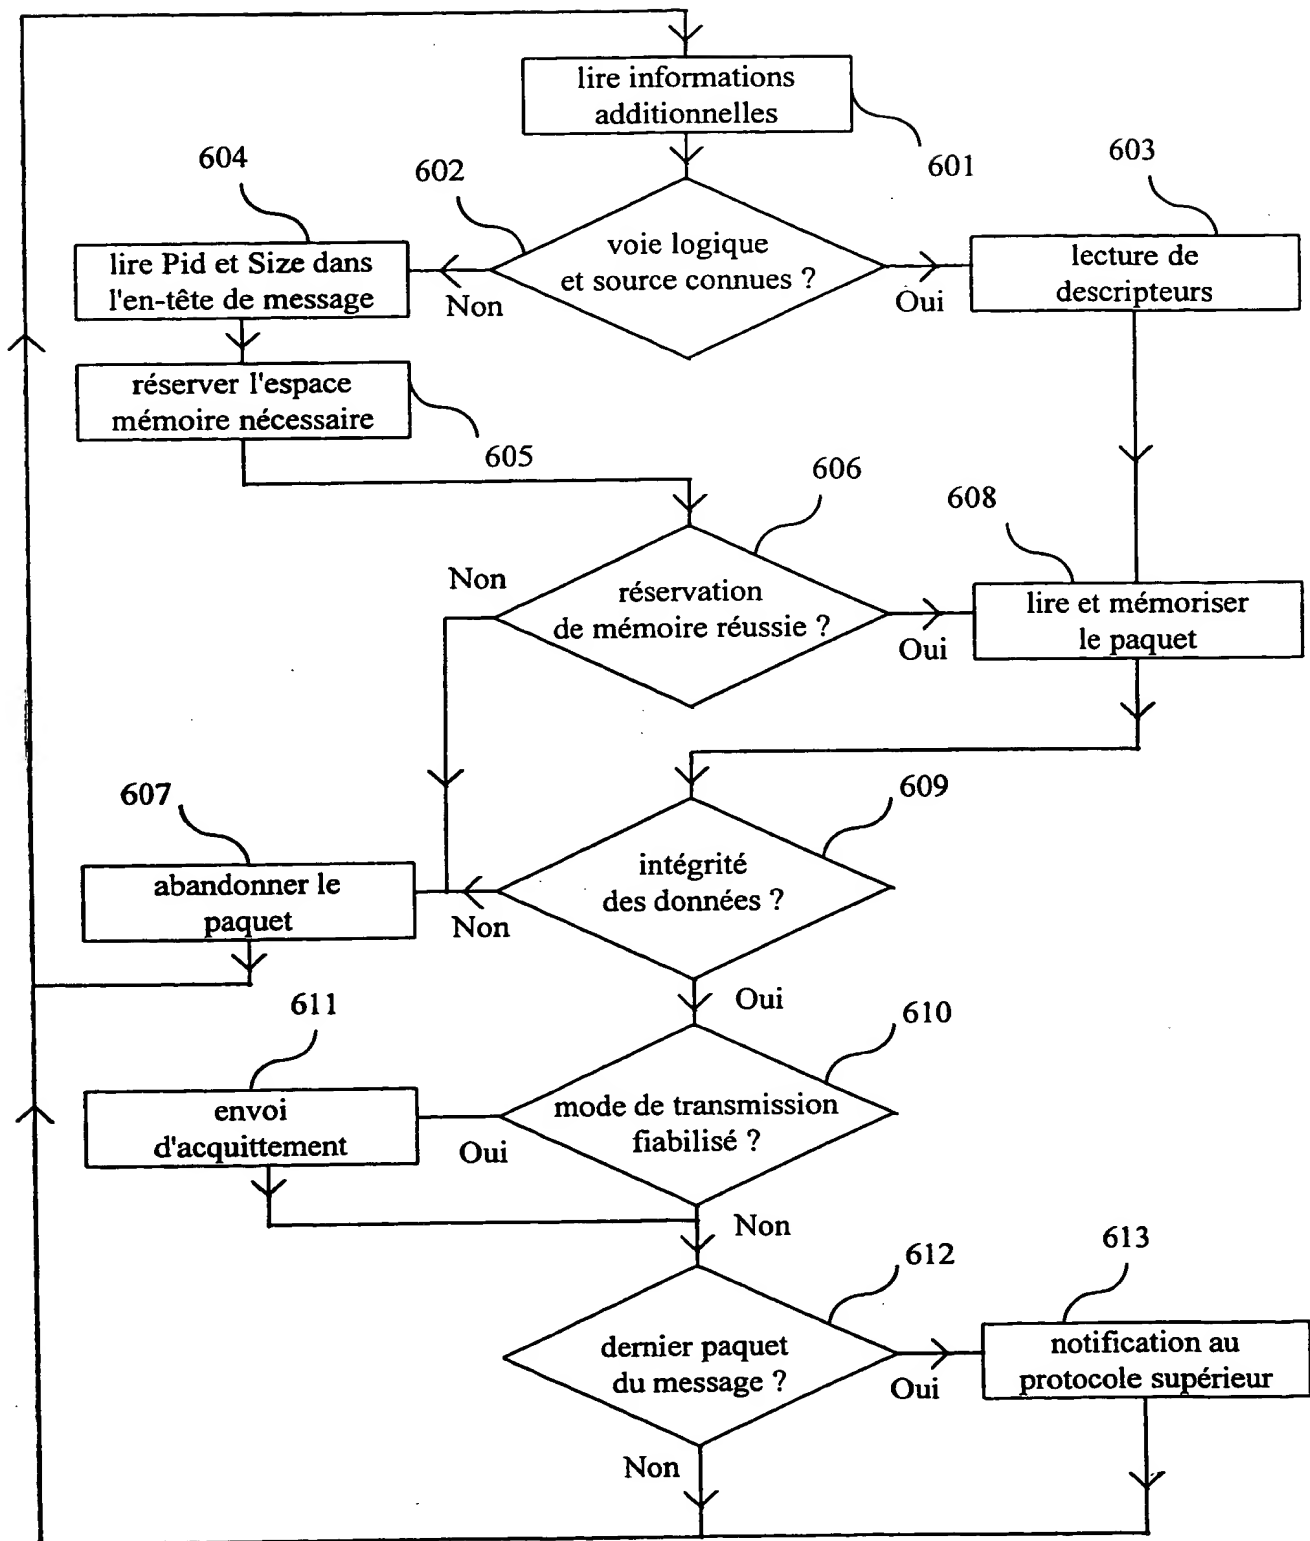 lire informations
additionnelles
601
604
602
603
lire Pid et Size dans
l'en-tête de message
Non
voie logique
et source connues ?
Oui
lecture de
descripteurs
réserver l'espace
mémoire nécessaire
605
606
608
Non
réservation
de mémoire réussie ?
Oui
lire et mémoriser
le paquet
607
609
abandonner le
paquet
Non
intégrité
des données ?
Oui
611
610
envoi
d'acquittement
Oui
mode de transmission
fiabilisé ?
Non
612
613
dernier paquet
du message ?
Oui
notification au
protocole supérieur
Non